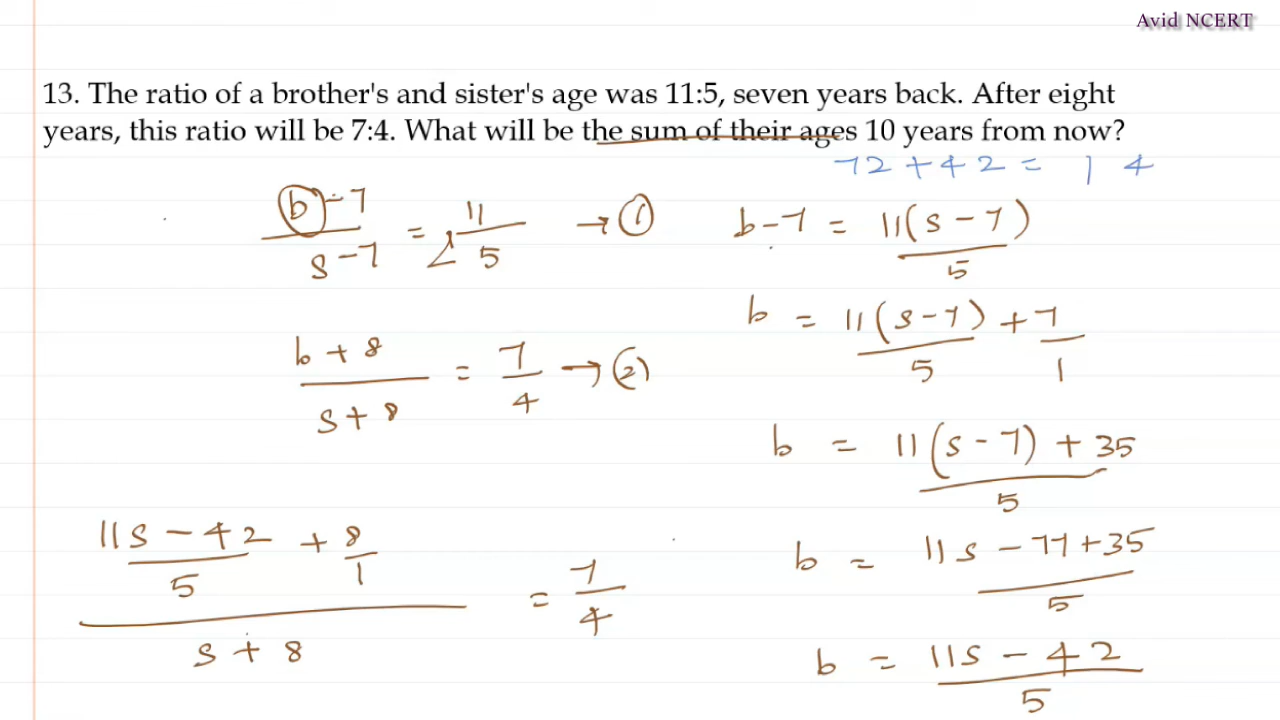 Avid NCERT
13. The ratio of a brother's and sister's age was 11:5, seven years back. After eight
years, this ratio will be 7:4. What will be the sum of their ages 10 years from now?
72 + 42 = 1 4
(b) - 7 / s - 7 = 11 / 5 → ①
b - 7 = 11(s - 7) / 5
b = 11(s - 7) / 5 + 7 / 1
b + 8 / s + 8 = 7 / 4 → ②
b = 11(s - 7) + 35 / 5
11s - 42 / 5 + 8 / 1 / s + 8 = 7 / 4
b = 11s - 77 + 35 / 5
b = 11s - 42 / 5